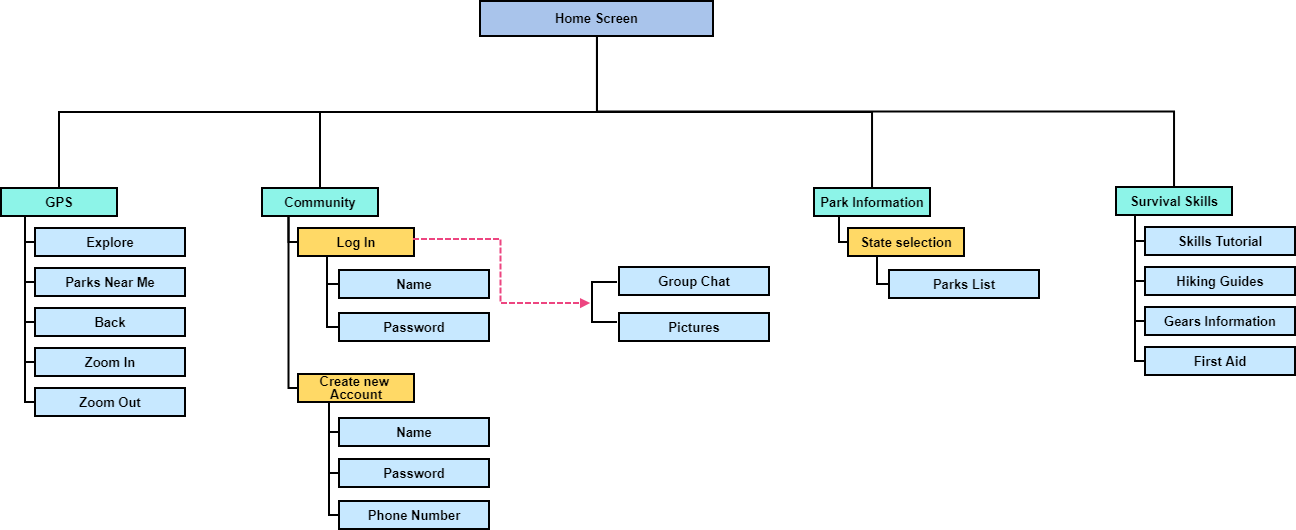 Home Screen
GPS
Explore
Parks Near Me
Back
Zoom In
Zoom Out
Community
Log In
Name
Password
Group Chat
Pictures
Create new
Account
Name
Password
Phone Number
Park Information
State selection
Parks List
Survival Skills
Skills Tutorial
Hiking Guides
Gears Information
First Aid